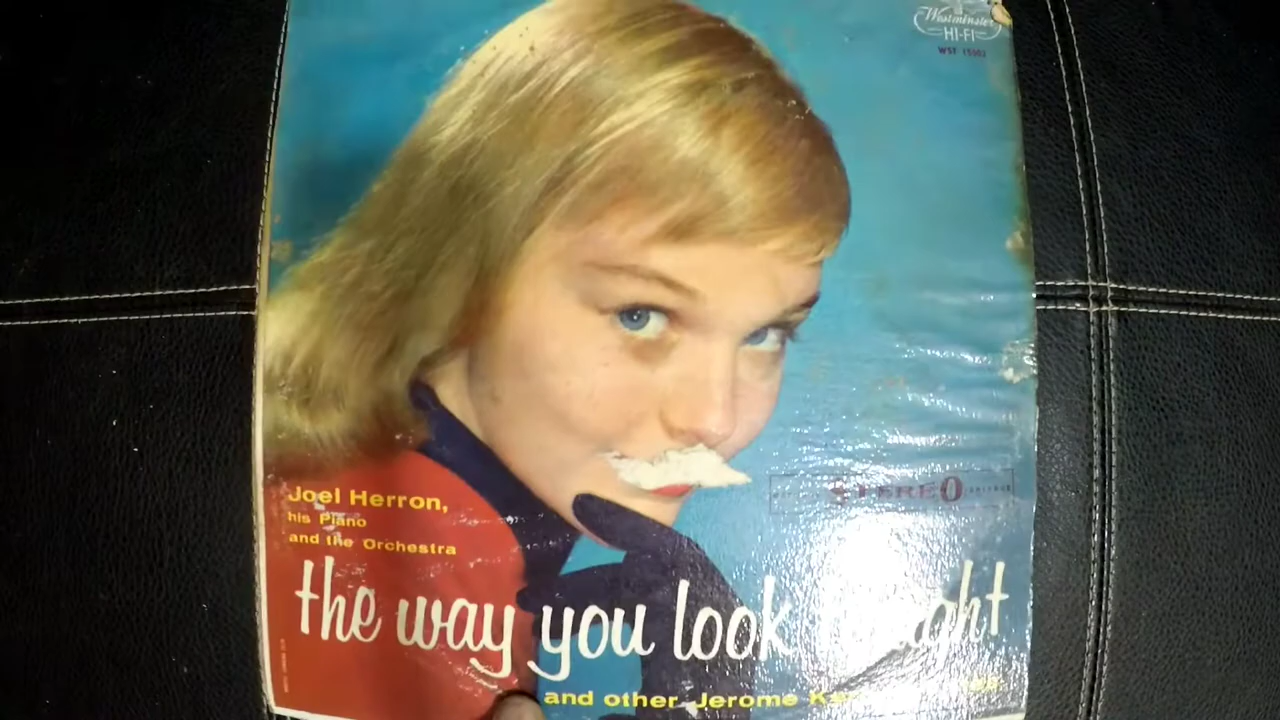 Westminster
HI-FI
WST 15002
STEREO
Joel Herron,
his Piano
and the Orchestra
the way you look
and other Jerome